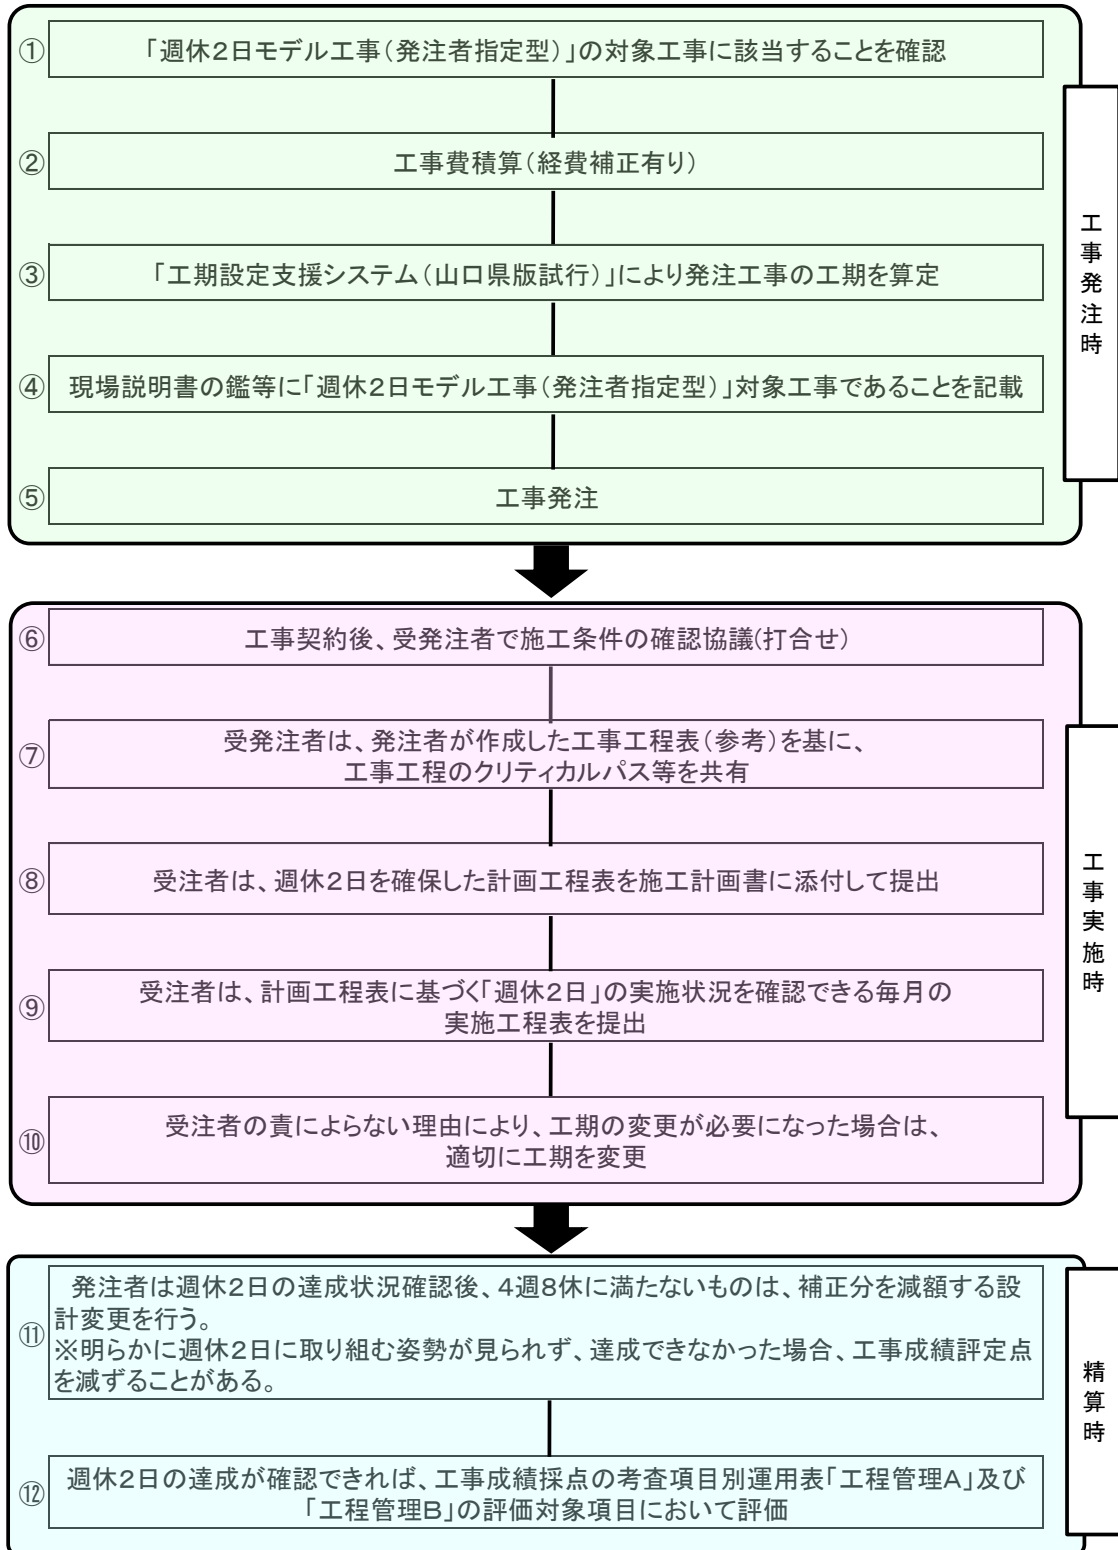 ① 「週休2日モデル工事(発注者指定型)」の対象工事に該当することを確認
② 工事費積算(経費補正有り)
③ 「工期設定支援システム(山口県版試行)」により発注工事の工期を算定
④ 現場説明書の鑑等に「週休2日モデル工事(発注者指定型)」対象工事であることを記載
⑤ 工事発注
工事発注時
⑥ 工事契約後、受発注者で施工条件の確認協議(打合せ)
⑦ 受発注者は、発注者が作成した工事工程表(参考)を基に、
工事工程のクリティカルパス等を共有
⑧ 受注者は、週休2日を確保した計画工程表を施工計画書に添付して提出
⑨ 受注者は、計画工程表に基づく「週休2日」の実施状況を確認できる毎月の
実施工程表を提出
⑩ 受注者の責によらない理由により、工期の変更が必要になった場合は、
適切に工期を変更
工事実施時
⑪ 発注者は週休2日の達成状況確認後、4週8休に満たないものは、補正分を減額する設
計変更を行う。
※明らかに週休2日に取り組む姿勢が見られず、達成できなかった場合、工事成績評定点
を減ずることがある。
⑫ 週休2日の達成が確認できれば、工事成績採点の考査項目別運用表「工程管理A」及び
「工程管理B」の評価対象項目において評価
精算時